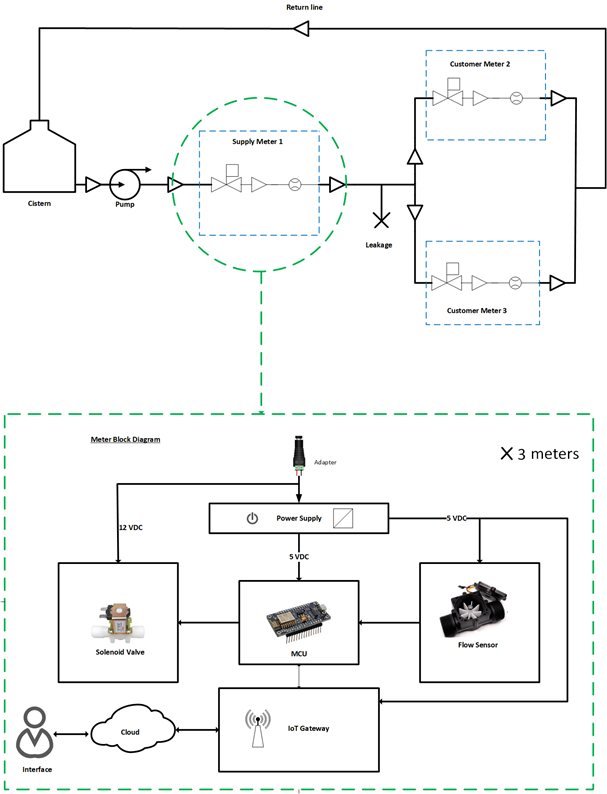 Return line
Customer Meter 2
Supply Meter 1
Cistern
Pump
Leakage
Customer Meter 3
Meter Block Diagram
X 3 meters
Adapter
Power Supply
12 VDC
5 VDC
5 VDC
Solenoid Valve
MCU
Flow Sensor
IoT Gateway
Cloud
Interface